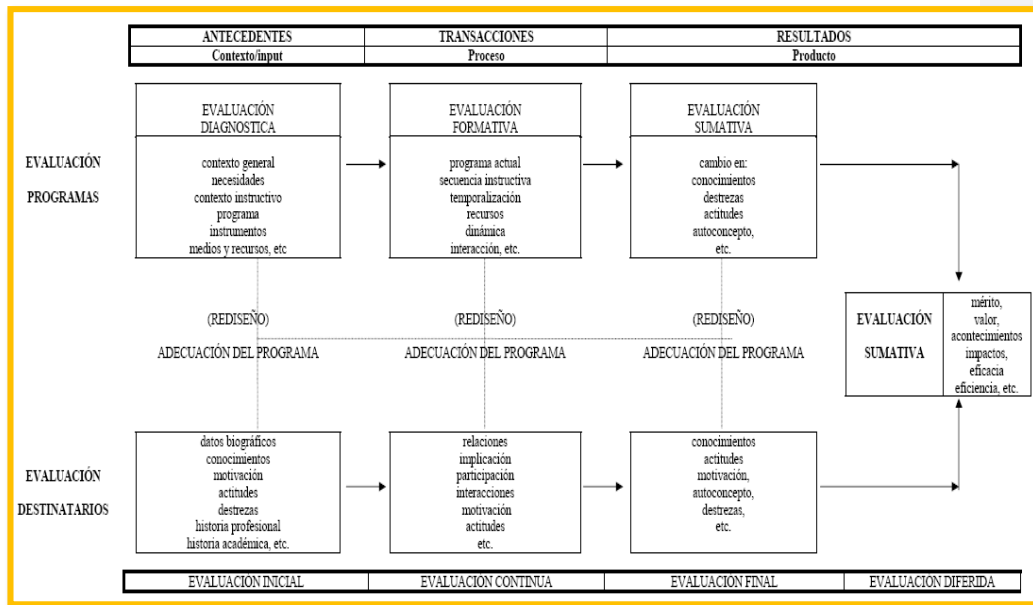 ANTECEDENTES
Contexto/input
TRANSACCIONES
Proceso
RESULTADOS
Producto
EVALUACIÓN
PROGRAMAS
EVALUACIÓN
DIAGNOSTICA
contexto general
necesidades
contexto instructivo
programa
instrumentos
medios y recursos, etc
EVALUACIÓN
FORMATIVA
programa actual
secuencia instructiva
temporalización
recursos
dinámica
interacción, etc.
EVALUACIÓN
SUMATIVA
cambio en:
conocimientos
destrezas
actitudes
autoconcepto,
etc.
(REDISEÑO)
ADECUACIÓN DEL PROGRAMA
(REDISEÑO)
ADECUACIÓN DEL PROGRAMA
(REDISEÑO)
ADECUACIÓN DEL PROGRAMA
EVALUACIÓN
SUMATIVA
mérito,
valor,
acontecimientos
impactos,
eficacia
eficiencia, etc.
EVALUACIÓN
DESTINATARIOS
datos biográficos
conocimientos
motivación
actitudes
destrezas
historia profesional
historia académica, etc.
relaciones
implicación
participación
interacciones
motivación
actitudes
etc.
conocimientos
actitudes
motivación,
autoconcepto,
destrezas,
etc.
EVALUACIÓN INICIAL
EVALUACIÓN CONTINUA
EVALUACIÓN FINAL
EVALUACIÓN DIFERIDA